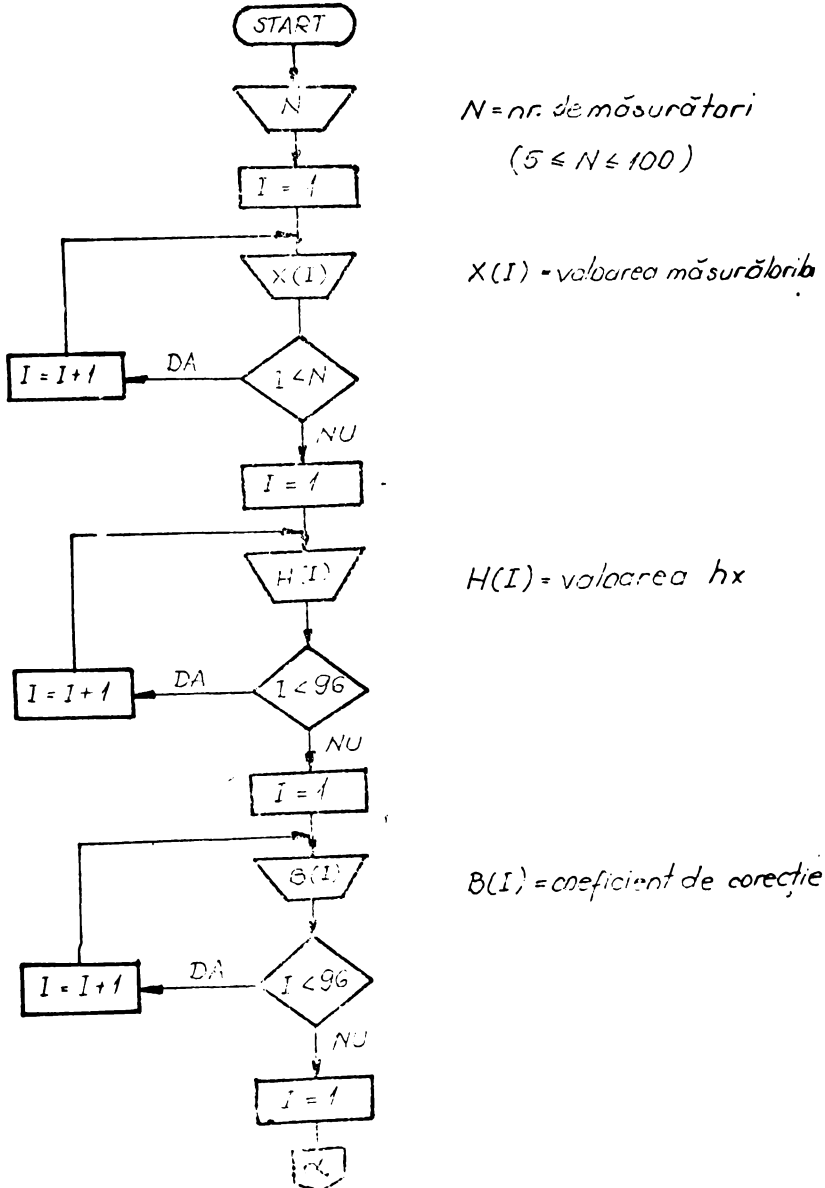 START
N
N = nr. de măsurători
(5 ≤ N ≤ 100)
I = 1
X(I)
X(I) = valoarea măsurătorilo
I = I + 1
DA
I < N
NU
I = 1
H(I)
H(I) = valoarea hx
I = I + 1
DA
I < 96
NU
I = 1
B(I)
B(I) = coeficient de corecție
I = I + 1
DA
I < 96
NU
I = 1
α